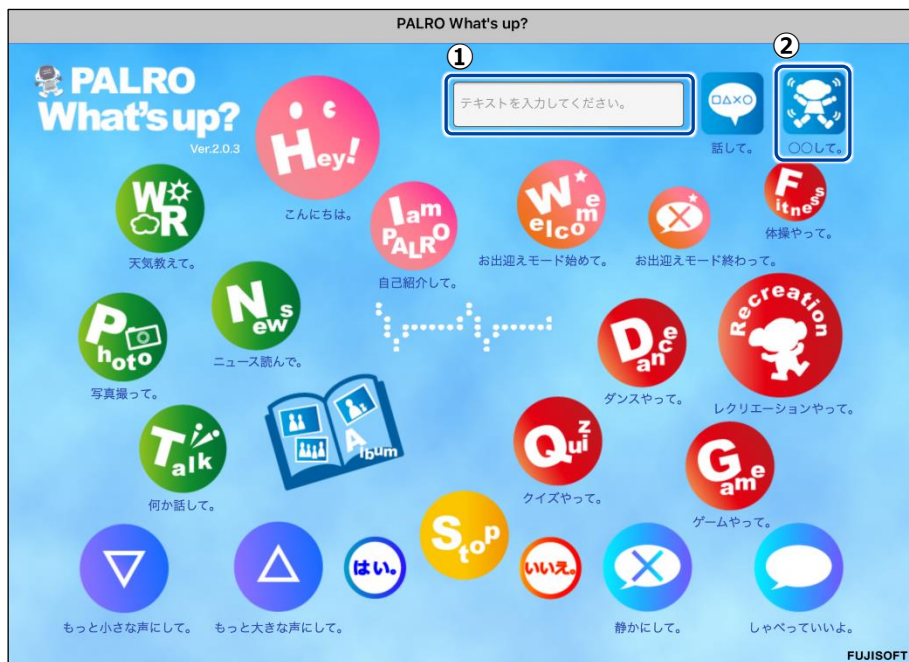 PALRO What's up?
①
②
PALRO
What's up?
Ver.2.0.3
Hey!
こんにちは。
テキストを入力してください。
□△×○
話して。
○○して。
WR
天気教えて。
I am PALRO
自己紹介して。
Welcome
お出迎えモード始めて。
お出迎えモード終わって。
Fitness
体操やって。
Photo
写真撮って。
News
ニュース読んで。
Dance
ダンスやって。
Recreation
レクリエーションやって。
Talk
何か話して。
Album
Quiz
クイズやって。
Game
ゲームやって。
もっと小さな声にして。
もっと大きな声にして。
はい。
Stop
いいえ。
静かにして。
しゃべっていいよ。
FUJISOFT